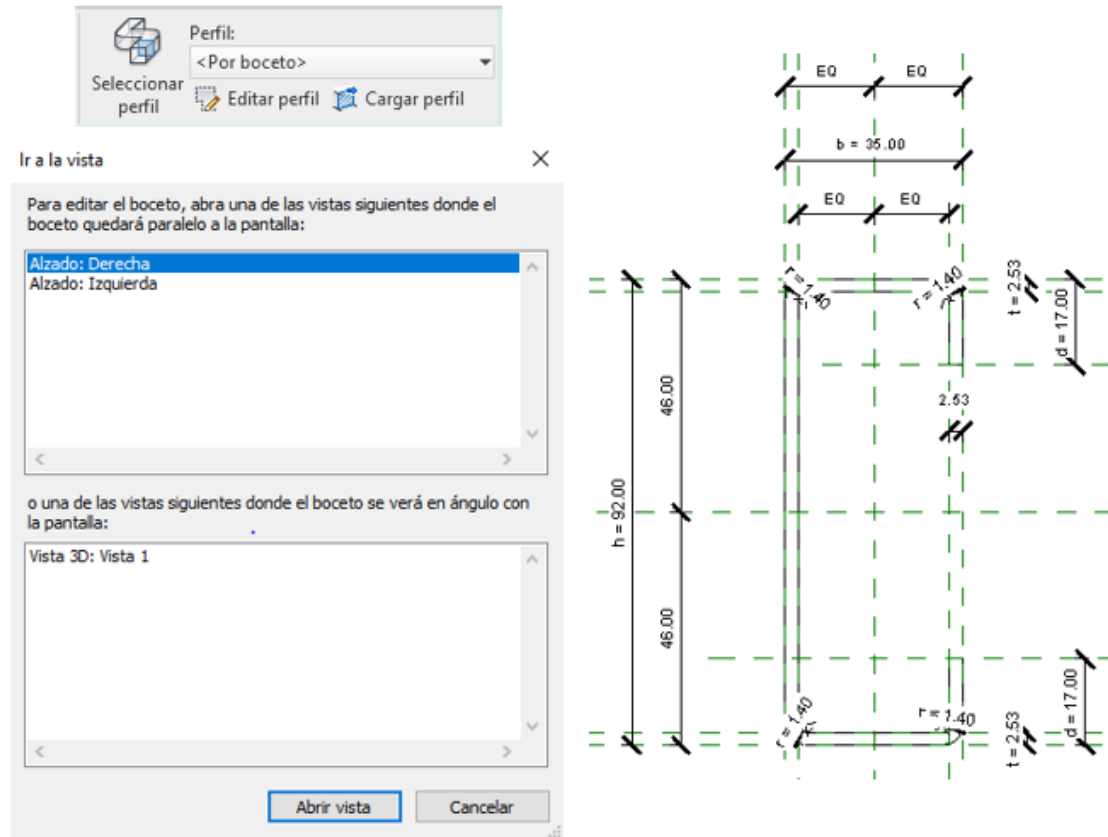 Perfil:
<Por boceto>
Seleccionar
perfil
Editar perfil
Cargar perfil
Ir a la vista
Para editar el boceto, abra una de las vistas siguientes donde el
boceto quedará paralelo a la pantalla:
Alzado: Derecha
Alzado: Izquierda
o una de las vistas siguientes donde el boceto se verá en ángulo con
la pantalla:
Vista 3D: Vista 1
Abrir vista
Cancelar
EQ EQ
b = 35.00
EQ EQ
r = 1.40
r = 1.40
t = 2.53
d = 17.00
46.00
2.53
h = 92.00
46.00
r = 1.40
r = 1.40
t = 2.53
d = 17.00